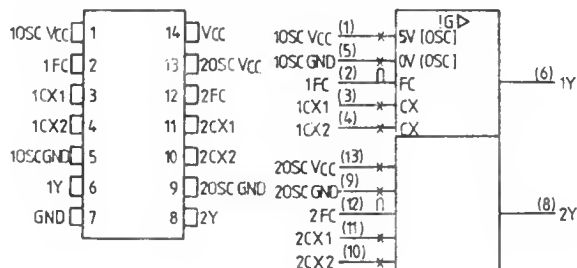 1OSC VCC 1 14 VCC
1FC 2 13 2OSC VCC
1CX1 3 12 2FC
1CX2 4 11 2CX1
1OSCGND 5 10 2CX2
1Y 6 9 2OSC GND
GND 7 8 2Y
!G▷
1OSC VCC (1) 5V [OSC]
1OSC GND (5) 0V [OSC]
1FC (2) FC (6) 1Y
1CX1 (3) CX
1CX2 (4) CX
2OSC VCC (13)
2OSC GND (9)
2FC (12) (8) 2Y
2CX1 (11)
2CX2 (10)